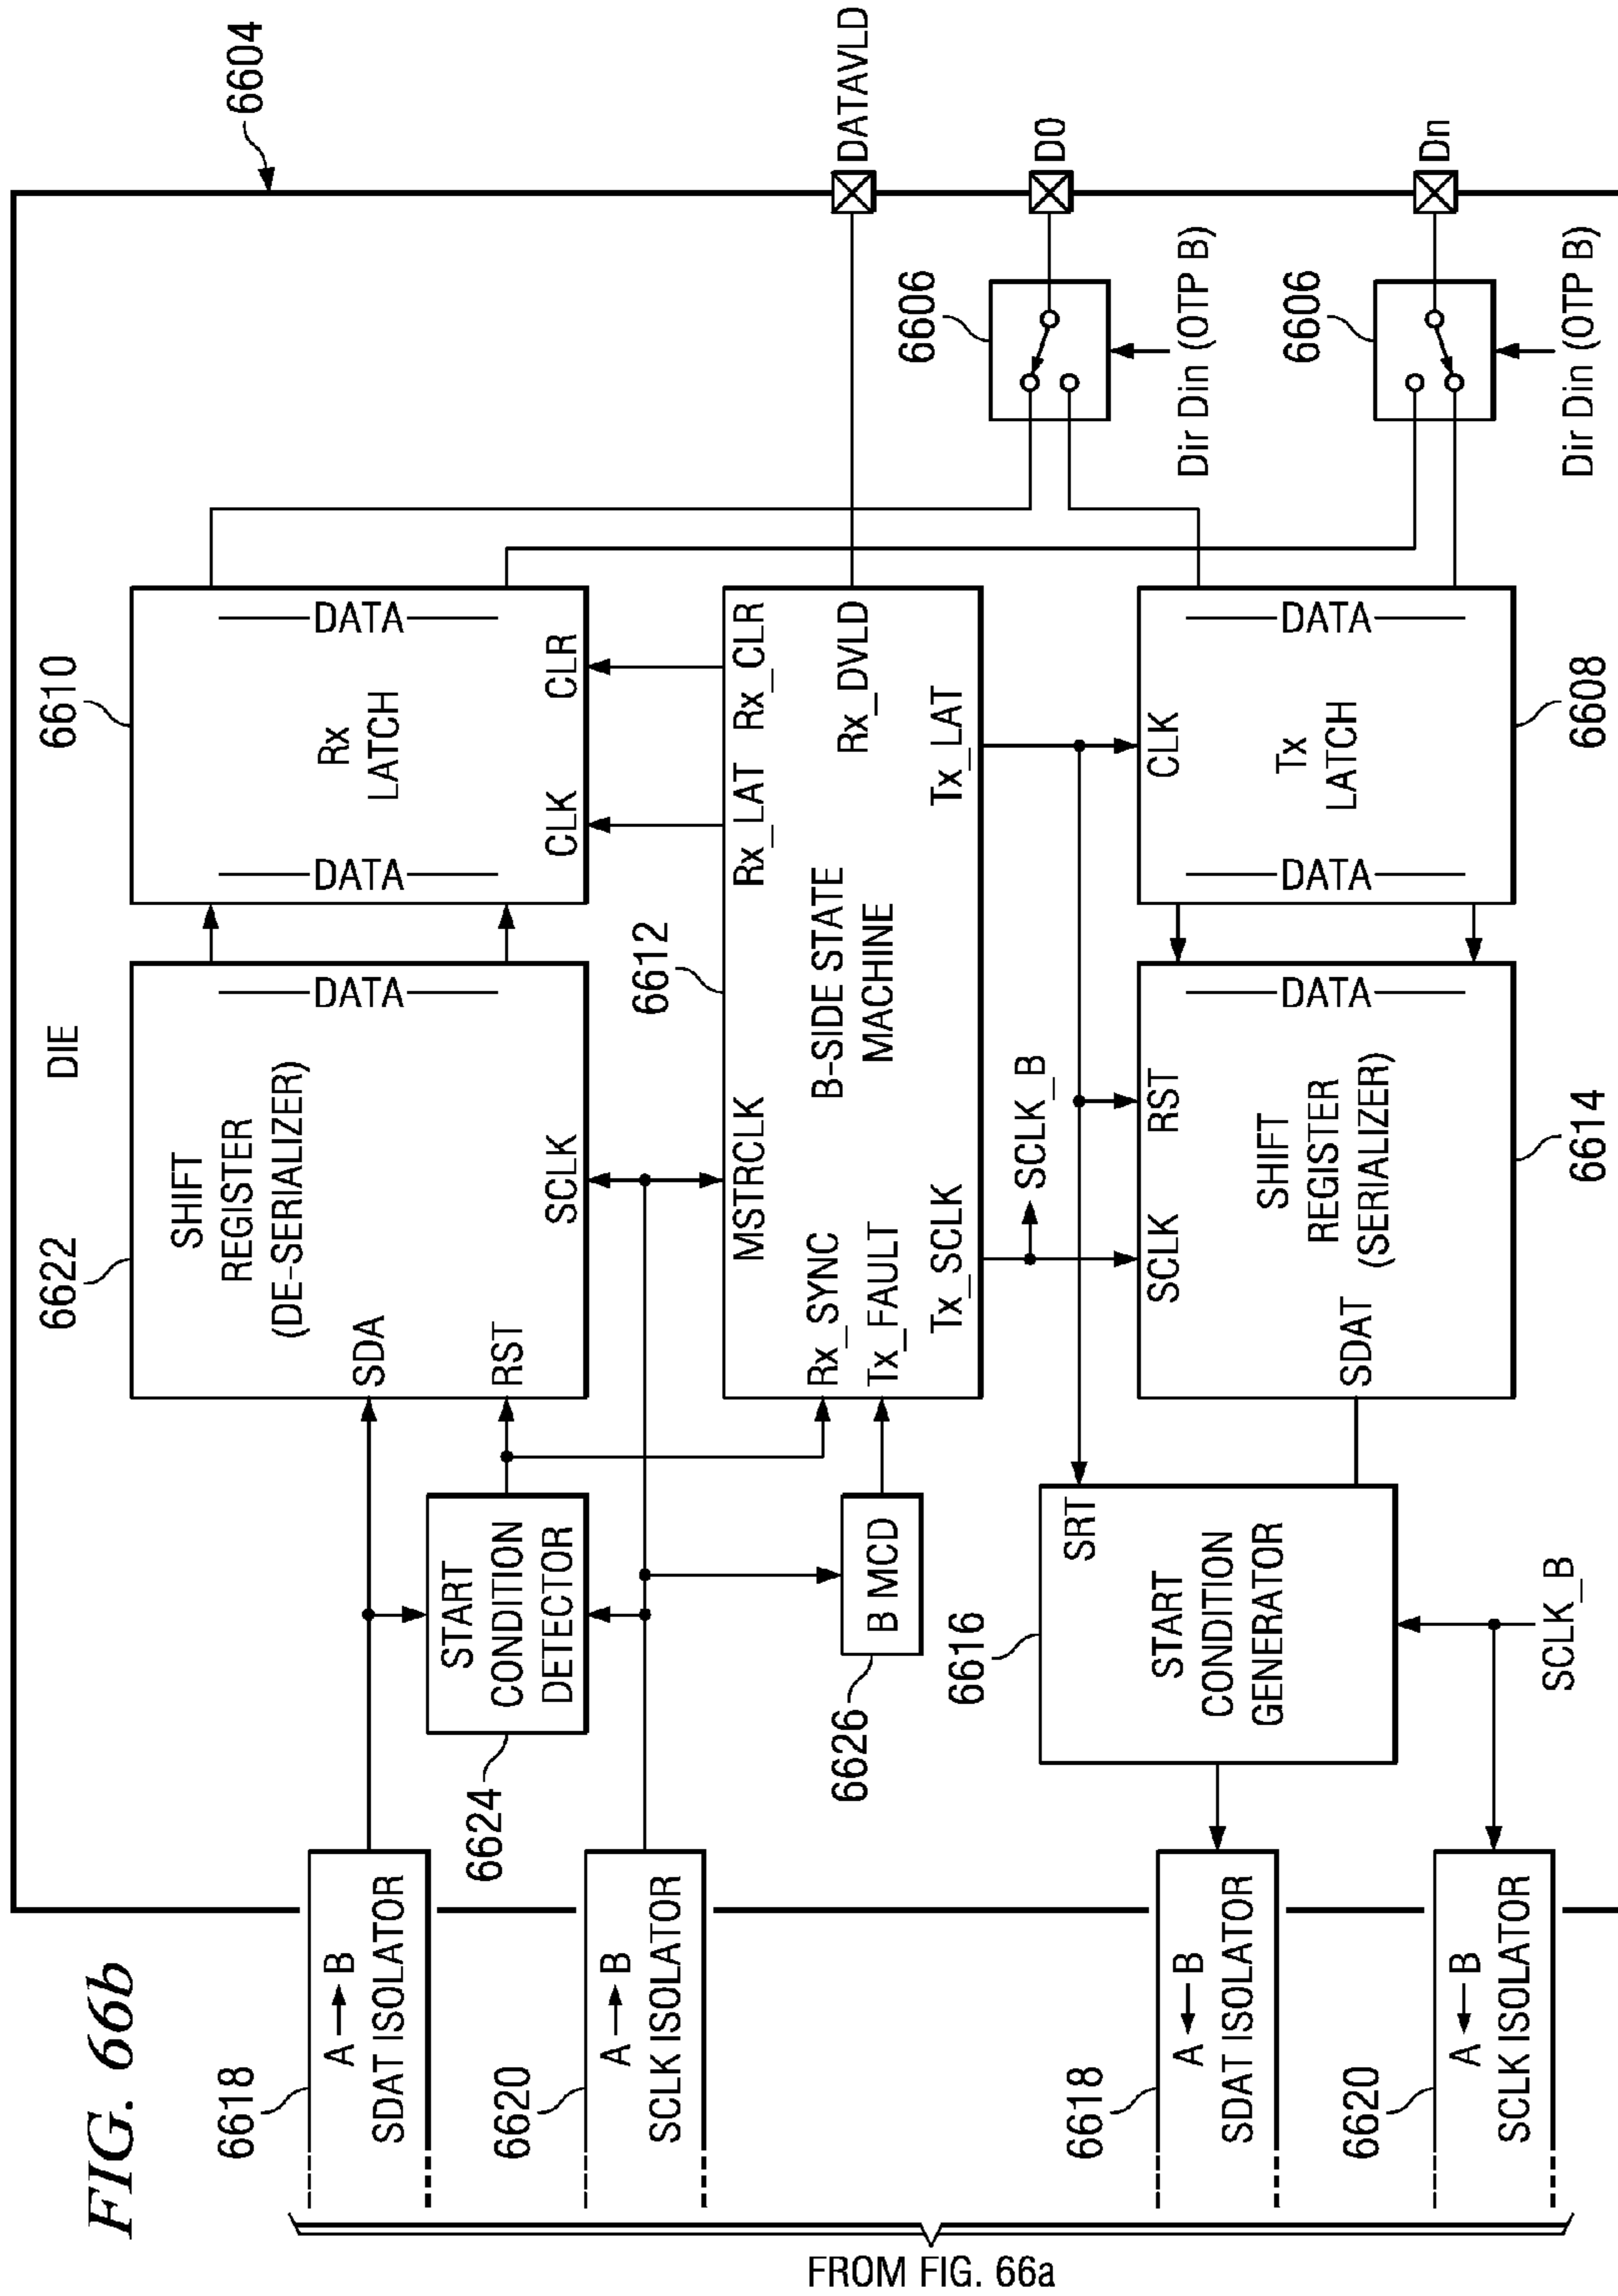 FIG. 66b
FROM FIG. 66a
6618
A → B
SDAT ISOLATOR
6620
A → B
SCLK ISOLATOR
6618
A ← B
SDAT ISOLATOR
6620
A ← B
SCLK ISOLATOR
DIE
6604
6622
SHIFT
REGISTER
(DE-SERIALIZER)
SDA
RST
SCLK
DATA
6610
Rx
LATCH
DATA
DATA
CLK
CLR
6624
START
CONDITION
DETECTOR
6626
B MCD
6612
B-SIDE STATE
MACHINE
MSTRCLK
Rx_SYNC
Tx_FAULT
Tx_SCLK
Rx_LAT
Rx_CLR
Rx_DVLD
Tx_LAT
DATAVLD
SCLK_B
6616
SRT
START
CONDITION
GENERATOR
SCLK_B
6614
SCLK
RST
SHIFT
REGISTER
(SERIALIZER)
SDAT
DATA
6608
CLK
Tx
LATCH
DATA
DATA
6606
D0
Dir Din (OTP B)
6606
Dn
Dir Din (OTP B)